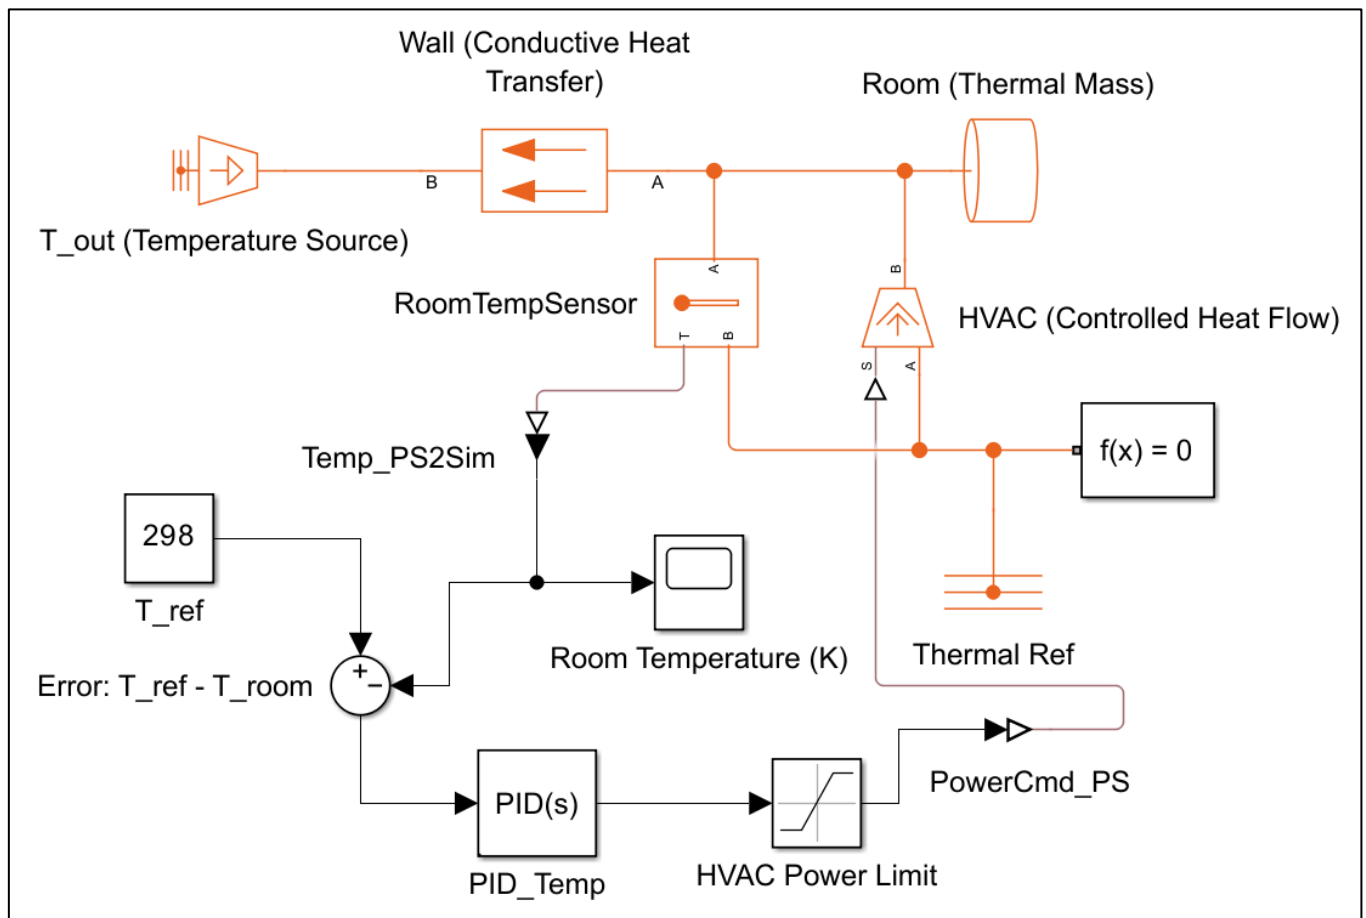 Wall (Conductive Heat
Transfer)
Room (Thermal Mass)
B
A
T_out (Temperature Source)
A
B
RoomTempSensor
HVAC (Controlled Heat Flow)
T
B
S
A
Temp_PS2Sim
f(x) = 0
298
T_ref
Room Temperature (K)
Thermal Ref
+
−
Error: T_ref - T_room
PID(s)
PowerCmd_PS
PID_Temp
HVAC Power Limit